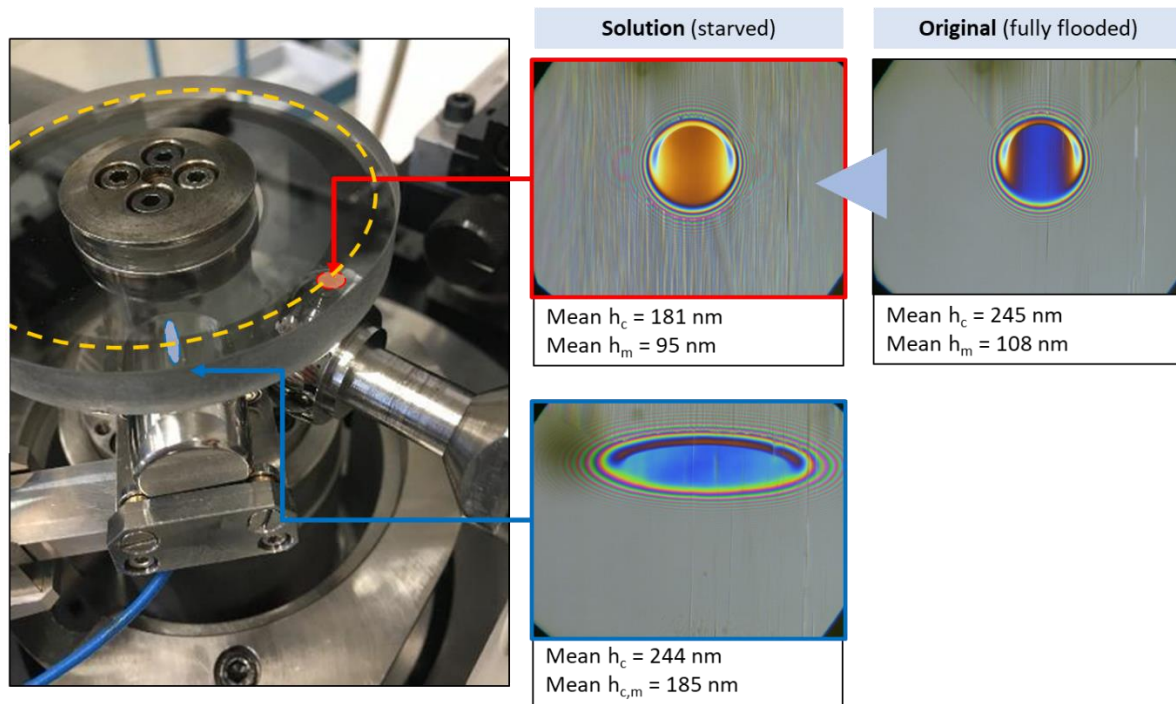 Solution (starved)
Original (fully flooded)
Mean h_c = 181 nm
Mean h_m = 95 nm
Mean h_c = 245 nm
Mean h_m = 108 nm
Mean h_c = 244 nm
Mean h_c,m = 185 nm